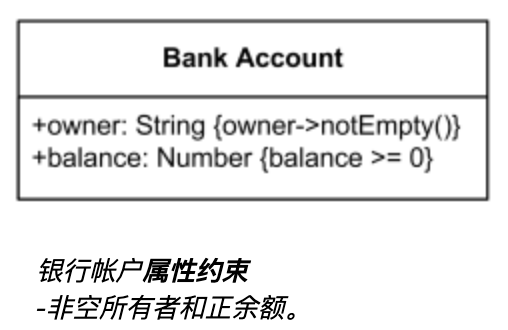 Bank Account
+owner: String {owner->notEmpty()}
+balance: Number {balance >= 0}
银行帐户属性约束
-非空所有者和正余额。